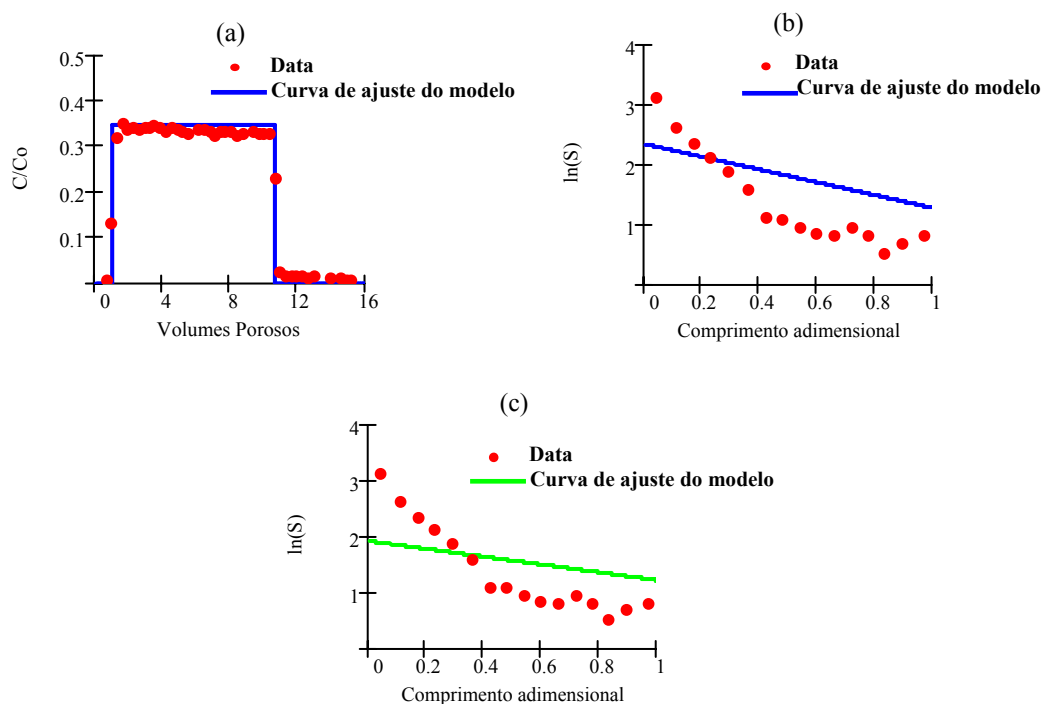 (a)
0.5
0.4
0.3
0.2
0.1
C/Co
Data
Curva de ajuste do modelo
0 4 8 12 16
Volumes Porosos
(b)
4
3
2
1
ln(S)
Data
Curva de ajuste do modelo
0 0.2 0.4 0.6 0.8 1
Comprimento adimensional
(c)
4
3
2
1
ln(S)
Data
Curva de ajuste do modelo
0 0.2 0.4 0.6 0.8 1
Comprimento adimensional